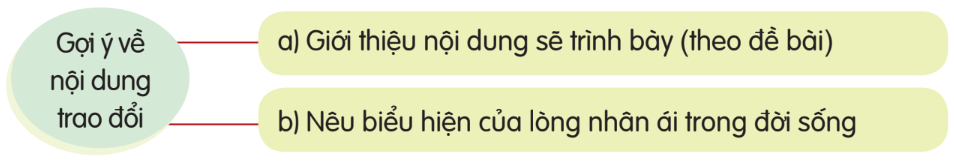 Gợi ý về
nội dung
trao đổi
a) Giới thiệu nội dung sẽ trình bày (theo đề bài)
b) Nêu biểu hiện của lòng nhân ái trong đời sống